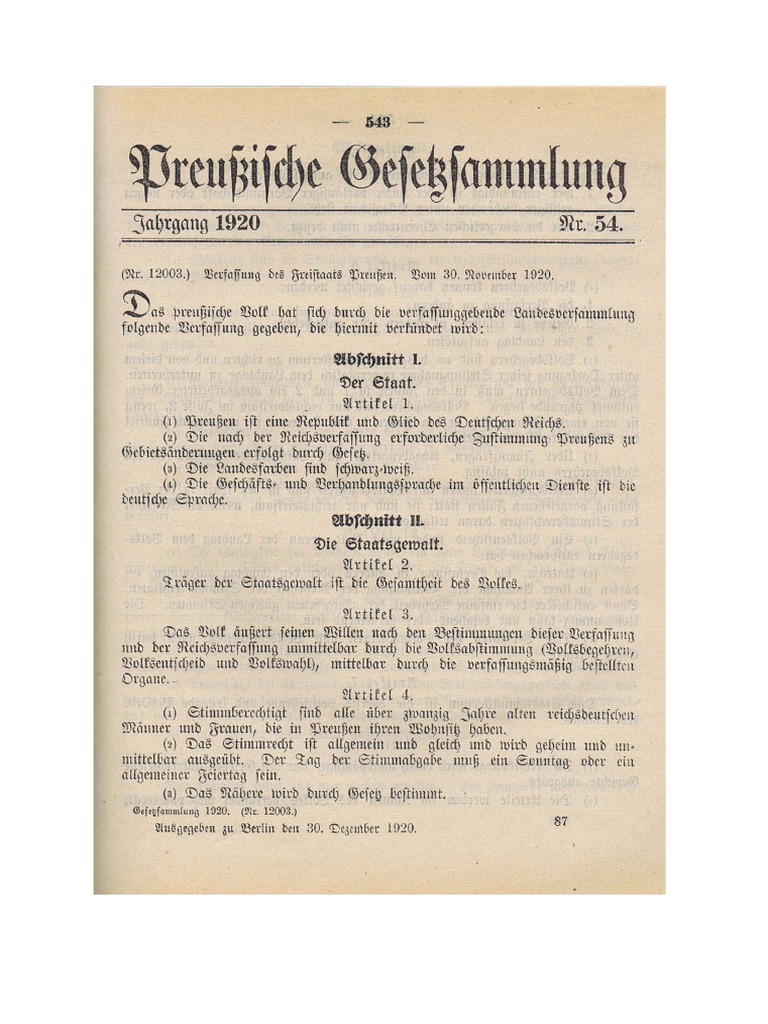 — 543 —
Preußische Gesetzsammlung
Jahrgang 1920 Nr. 54.
(Nr. 12003.) Verfassung des Freistaats Preußen. Vom 30. November 1920.
Das preußische Volk hat sich durch die verfassunggebende Landesversammlung
folgende Verfassung gegeben, die hiermit verkündet wird:
Abschnitt I.
Der Staat.
Artikel 1.
(1) Preußen ist eine Republik und Glied des Deutschen Reichs.
(2) Die nach der Reichsverfassung erforderliche Zustimmung Preußens zu
Gebietsänderungen erfolgt durch Gesetz.
(3) Die Landesfarben sind schwarz-weiß.
(4) Die Geschäfts- und Verhandlungssprache im öffentlichen Dienste ist die
deutsche Sprache.
Abschnitt II.
Die Staatsgewalt.
Artikel 2.
Träger der Staatsgewalt ist die Gesamtheit des Volkes.
Artikel 3.
Das Volk äußert seinen Willen nach den Bestimmungen dieser Verfassung
und der Reichsverfassung unmittelbar durch die Volksabstimmung (Volksbegehren,
Volksentscheid und Volkswahl), mittelbar durch die verfassungsmäßig bestellten
Organe.
Artikel 4.
(1) Stimmberechtigt sind alle über zwanzig Jahre alten reichsdeutschen
Männer und Frauen, die in Preußen ihren Wohnsitz haben.
(2) Das Stimmrecht ist allgemein und gleich und wird geheim und un-
mittelbar ausgeübt. Der Tag der Stimmabgabe muß ein Sonntag oder ein
allgemeiner Feiertag sein.
(3) Das Nähere wird durch Gesetz bestimmt.
Gesetzsammlung 1920. (Nr. 12003.) 87
Ausgegeben zu Berlin den 30. Dezember 1920.